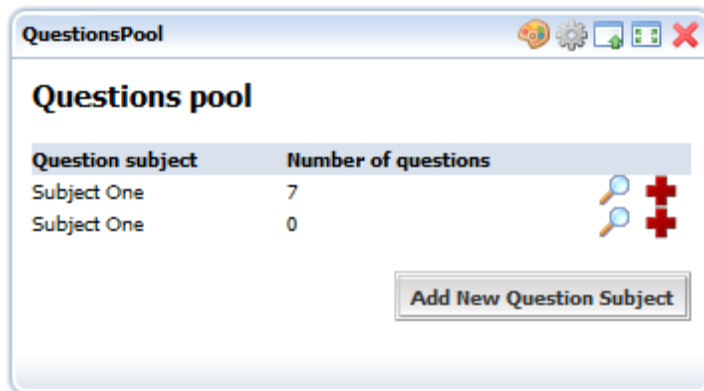 QuestionsPool
Questions pool
Question subject Number of questions
Subject One 7
Subject One 0
Add New Question Subject